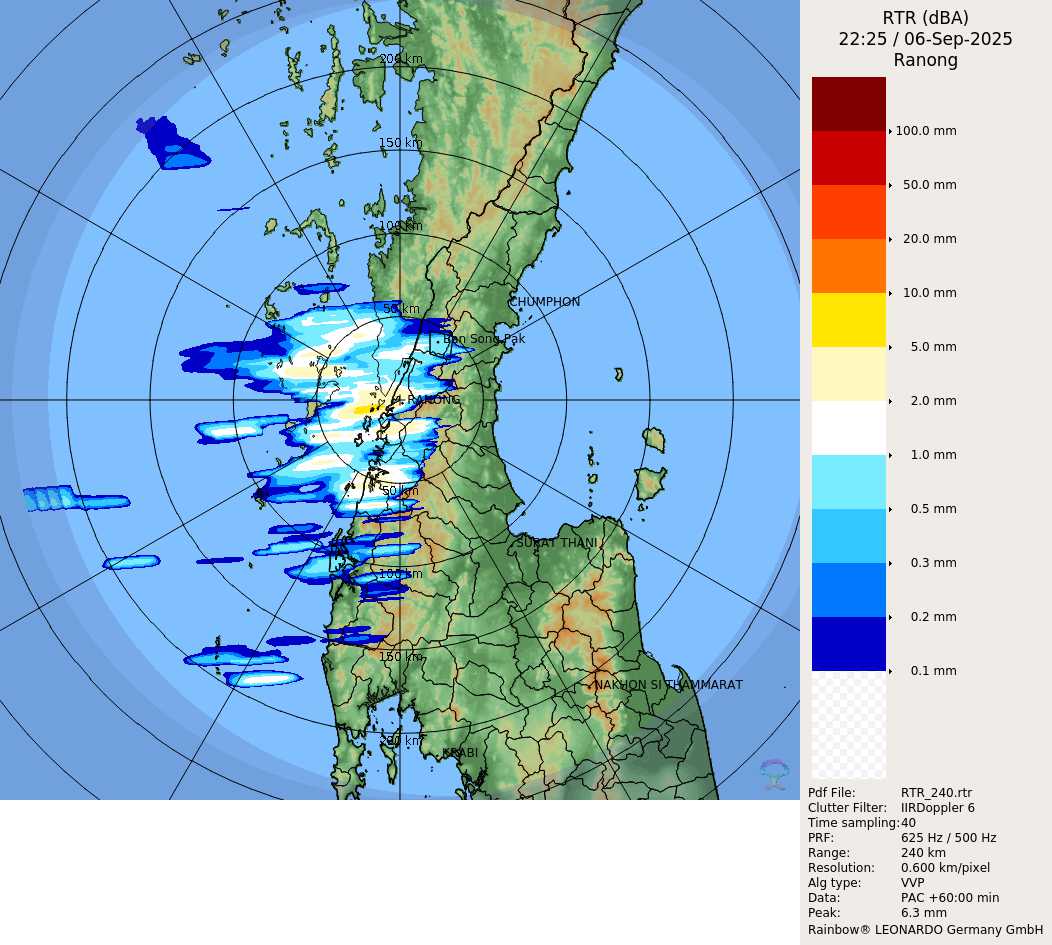 RTR (dBA)
22:25 / 06-Sep-2025
Ranong
200 km
150 km
100 km
50 km
CHUMPHON
Ban Song Pak
RANONG
50 km
SURAT THANI
100 km
150 km
NAKHON SI THAMMARAT
200 km
KRABI
100.0 mm
50.0 mm
20.0 mm
10.0 mm
5.0 mm
2.0 mm
1.0 mm
0.5 mm
0.3 mm
0.2 mm
0.1 mm
Pdf File: RTR_240.rtr
Clutter Filter: IIRDoppler 6
Time sampling:40
PRF: 625 Hz / 500 Hz
Range: 240 km
Resolution: 0.600 km/pixel
Alg type: VVP
Data: PAC +60:00 min
Peak: 6.3 mm
Rainbow® LEONARDO Germany GmbH